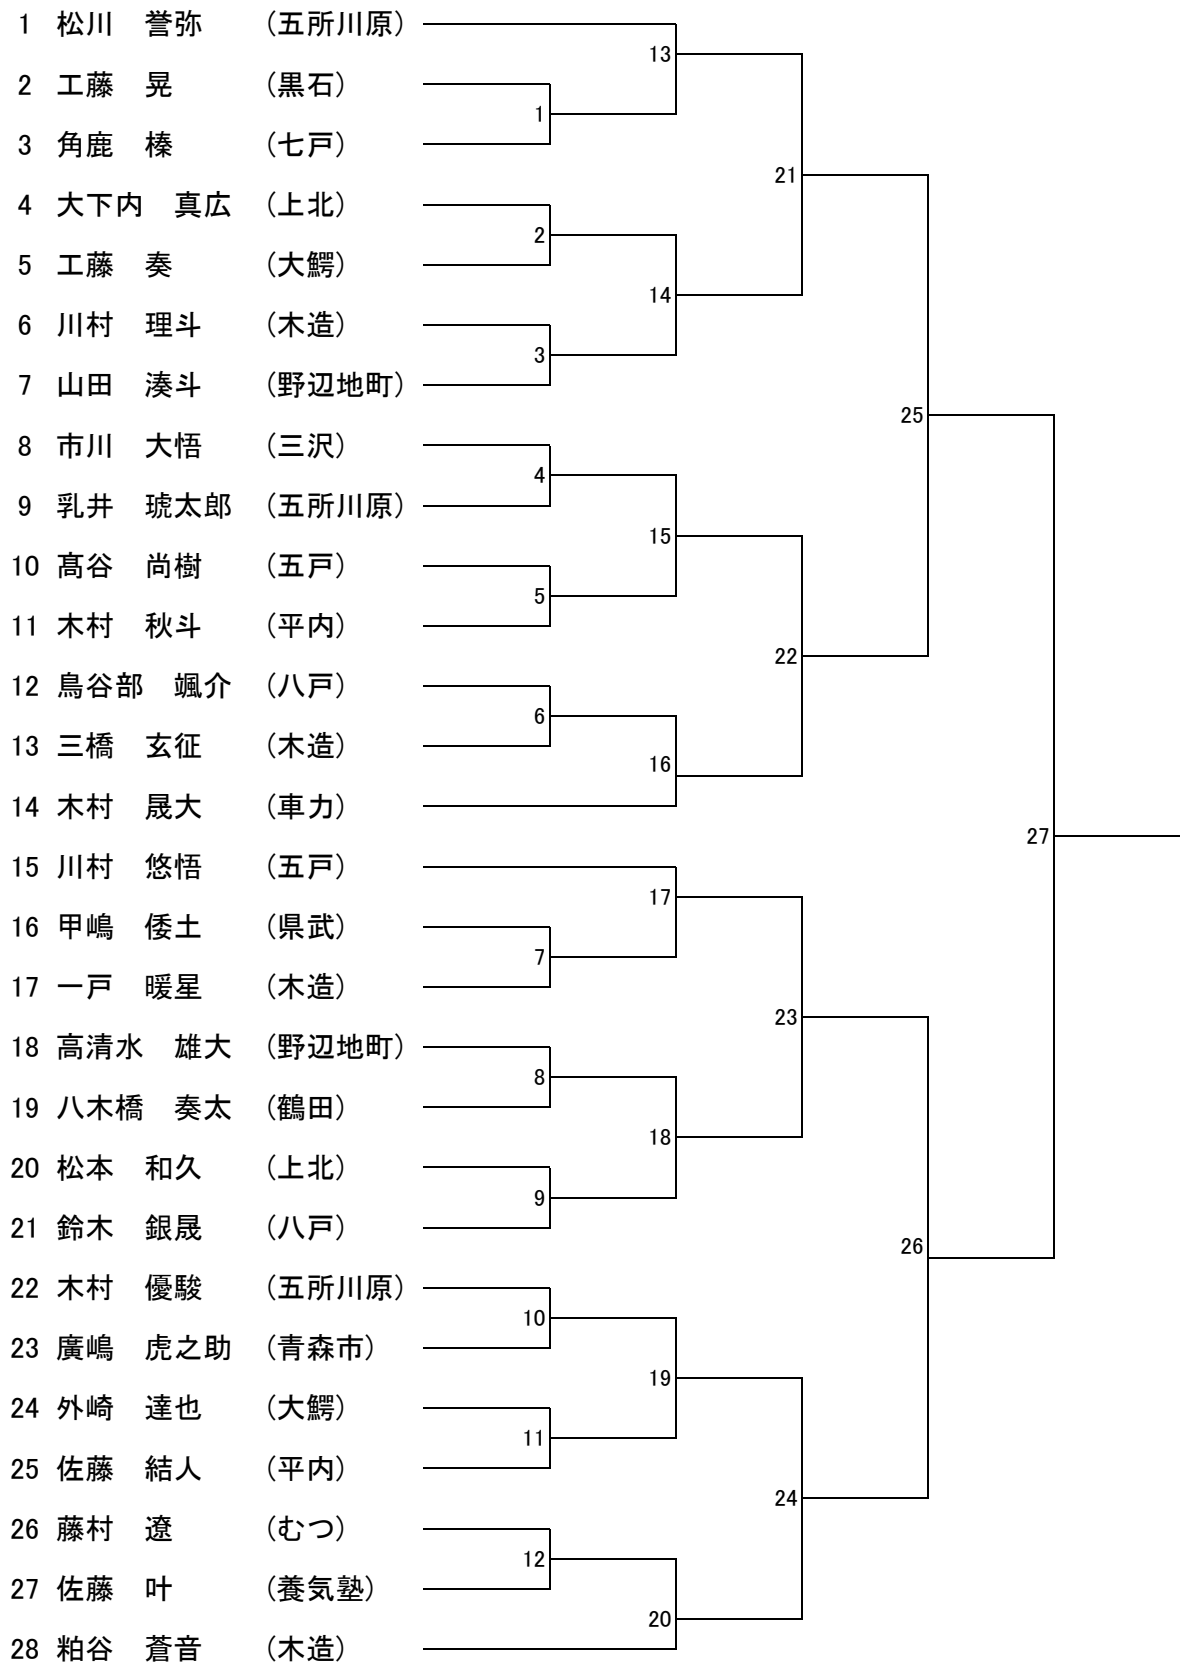 1 松川　誉弥 (五所川原)
13
2 工藤　晃 (黒石)
1
3 角鹿　榛 (七戸)
21
4 大下内　真広 (上北)
2
5 工藤　奏 (大鰐)
14
6 川村　理斗 (木造)
3
7 山田　湊斗 (野辺地町)
25
8 市川　大悟 (三沢)
4
9 乳井　琥太郎 (五所川原)
15
10 髙谷　尚樹 (五戸)
5
11 木村　秋斗 (平内)
22
12 鳥谷部　颯介 (八戸)
6
13 三橋　玄征 (木造)
16
14 木村　晟大 (車力)
27
15 川村　悠悟 (五戸)
17
16 甲嶋　倭土 (県武)
7
17 一戸　暖星 (木造)
23
18 高清水　雄大 (野辺地町)
8
19 八木橋　奏太 (鶴田)
18
20 松本　和久 (上北)
9
21 鈴木　銀晟 (八戸)
26
22 木村　優駿 (五所川原)
10
23 廣嶋　虎之助 (青森市)
19
24 外崎　達也 (大鰐)
11
25 佐藤　結人 (平内)
24
26 藤村　遼 (むつ)
12
27 佐藤　叶 (養気塾)
20
28 粕谷　蒼音 (木造)